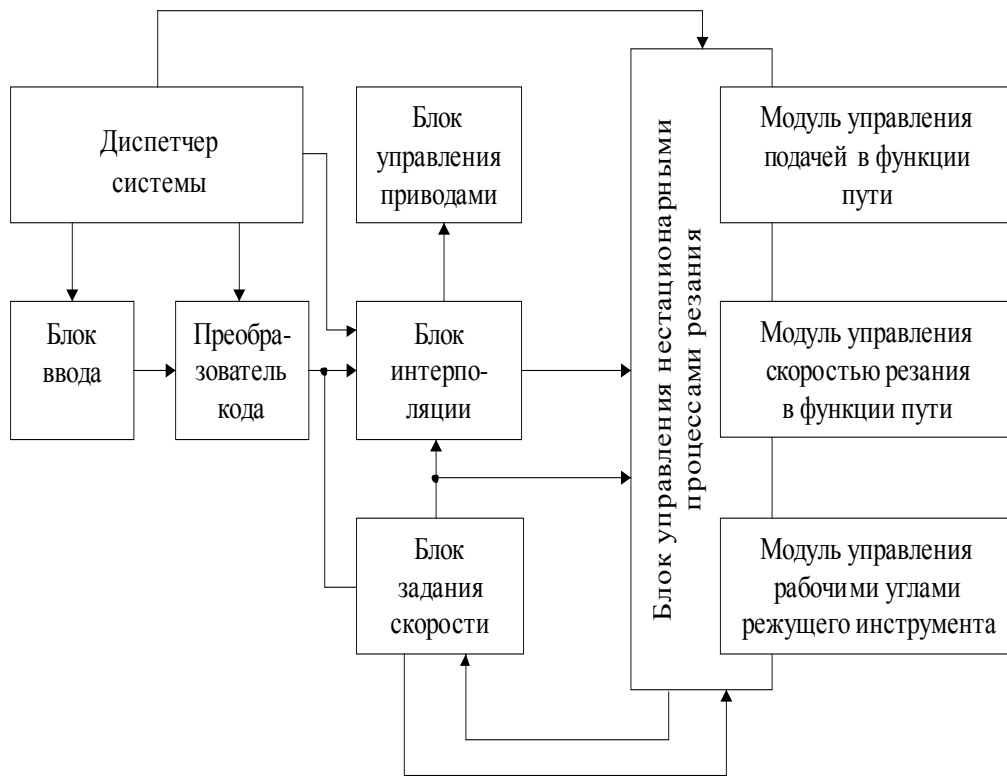 Диспетчер
системы
Блок
управления
приводами
Блок
ввода
Преобра-
зователь
кода
Блок
интерпо-
ляции
Блок
задания
скорости
Блок управления нестационарными
процессами резания
Модуль управления
подачей в функции
пути
Модуль управления
скоростью резания
в функции пути
Модуль управления
рабочими углами
режущего инструмента